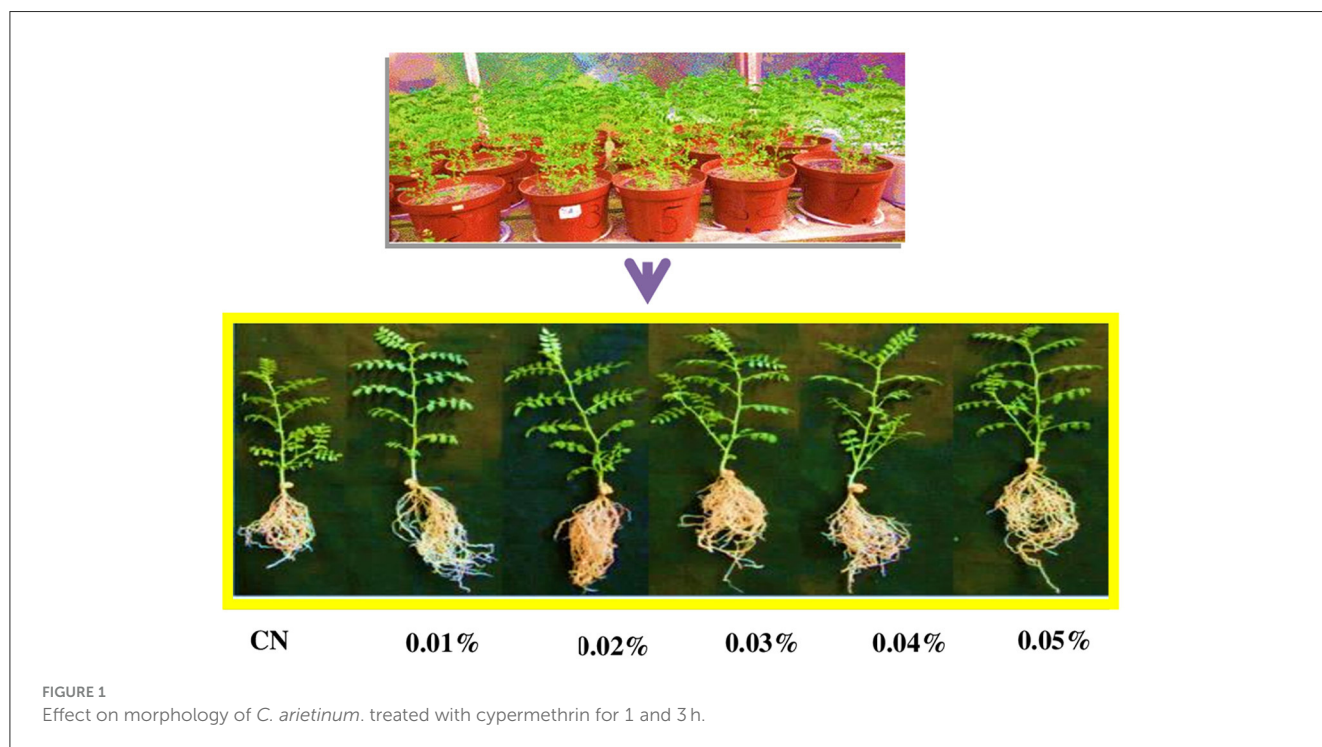 CN 0.01% 0.02% 0.03% 0.04% 0.05%
FIGURE 1
Effect on morphology of C. arietinum. treated with cypermethrin for 1 and 3 h.